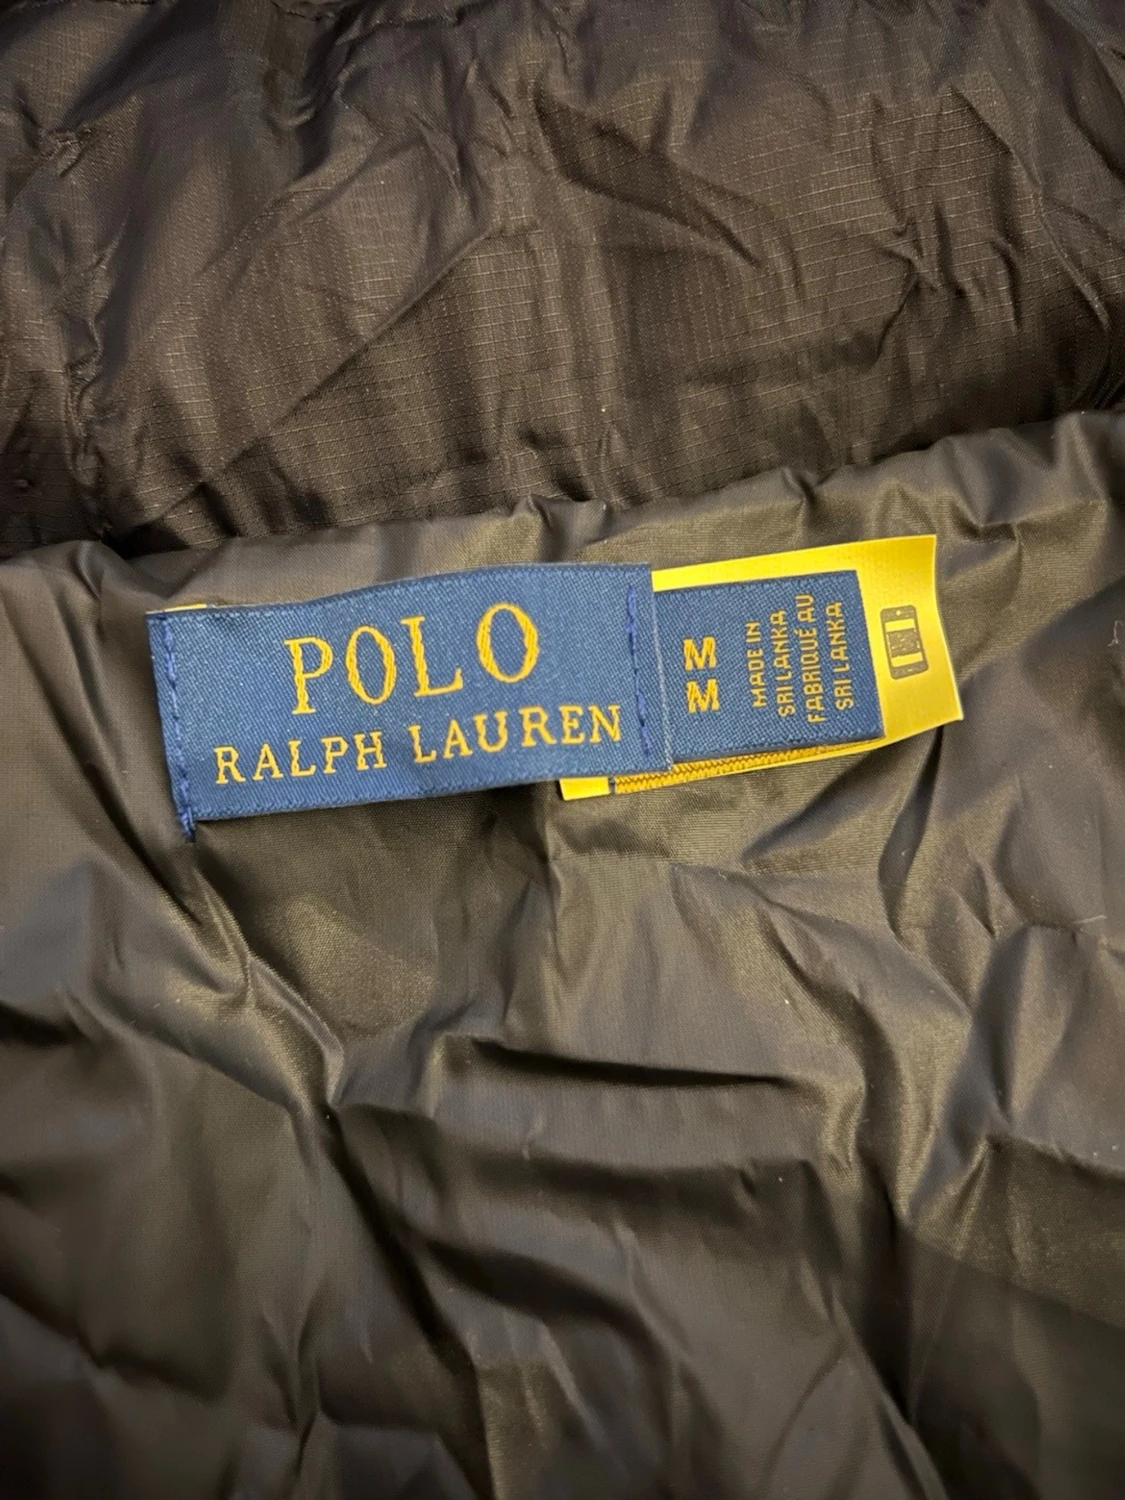 POLO
RALPH LAUREN
M
M
MADE IN
SRI LANKA
FABRIQUÉ AU
SRI LANKA